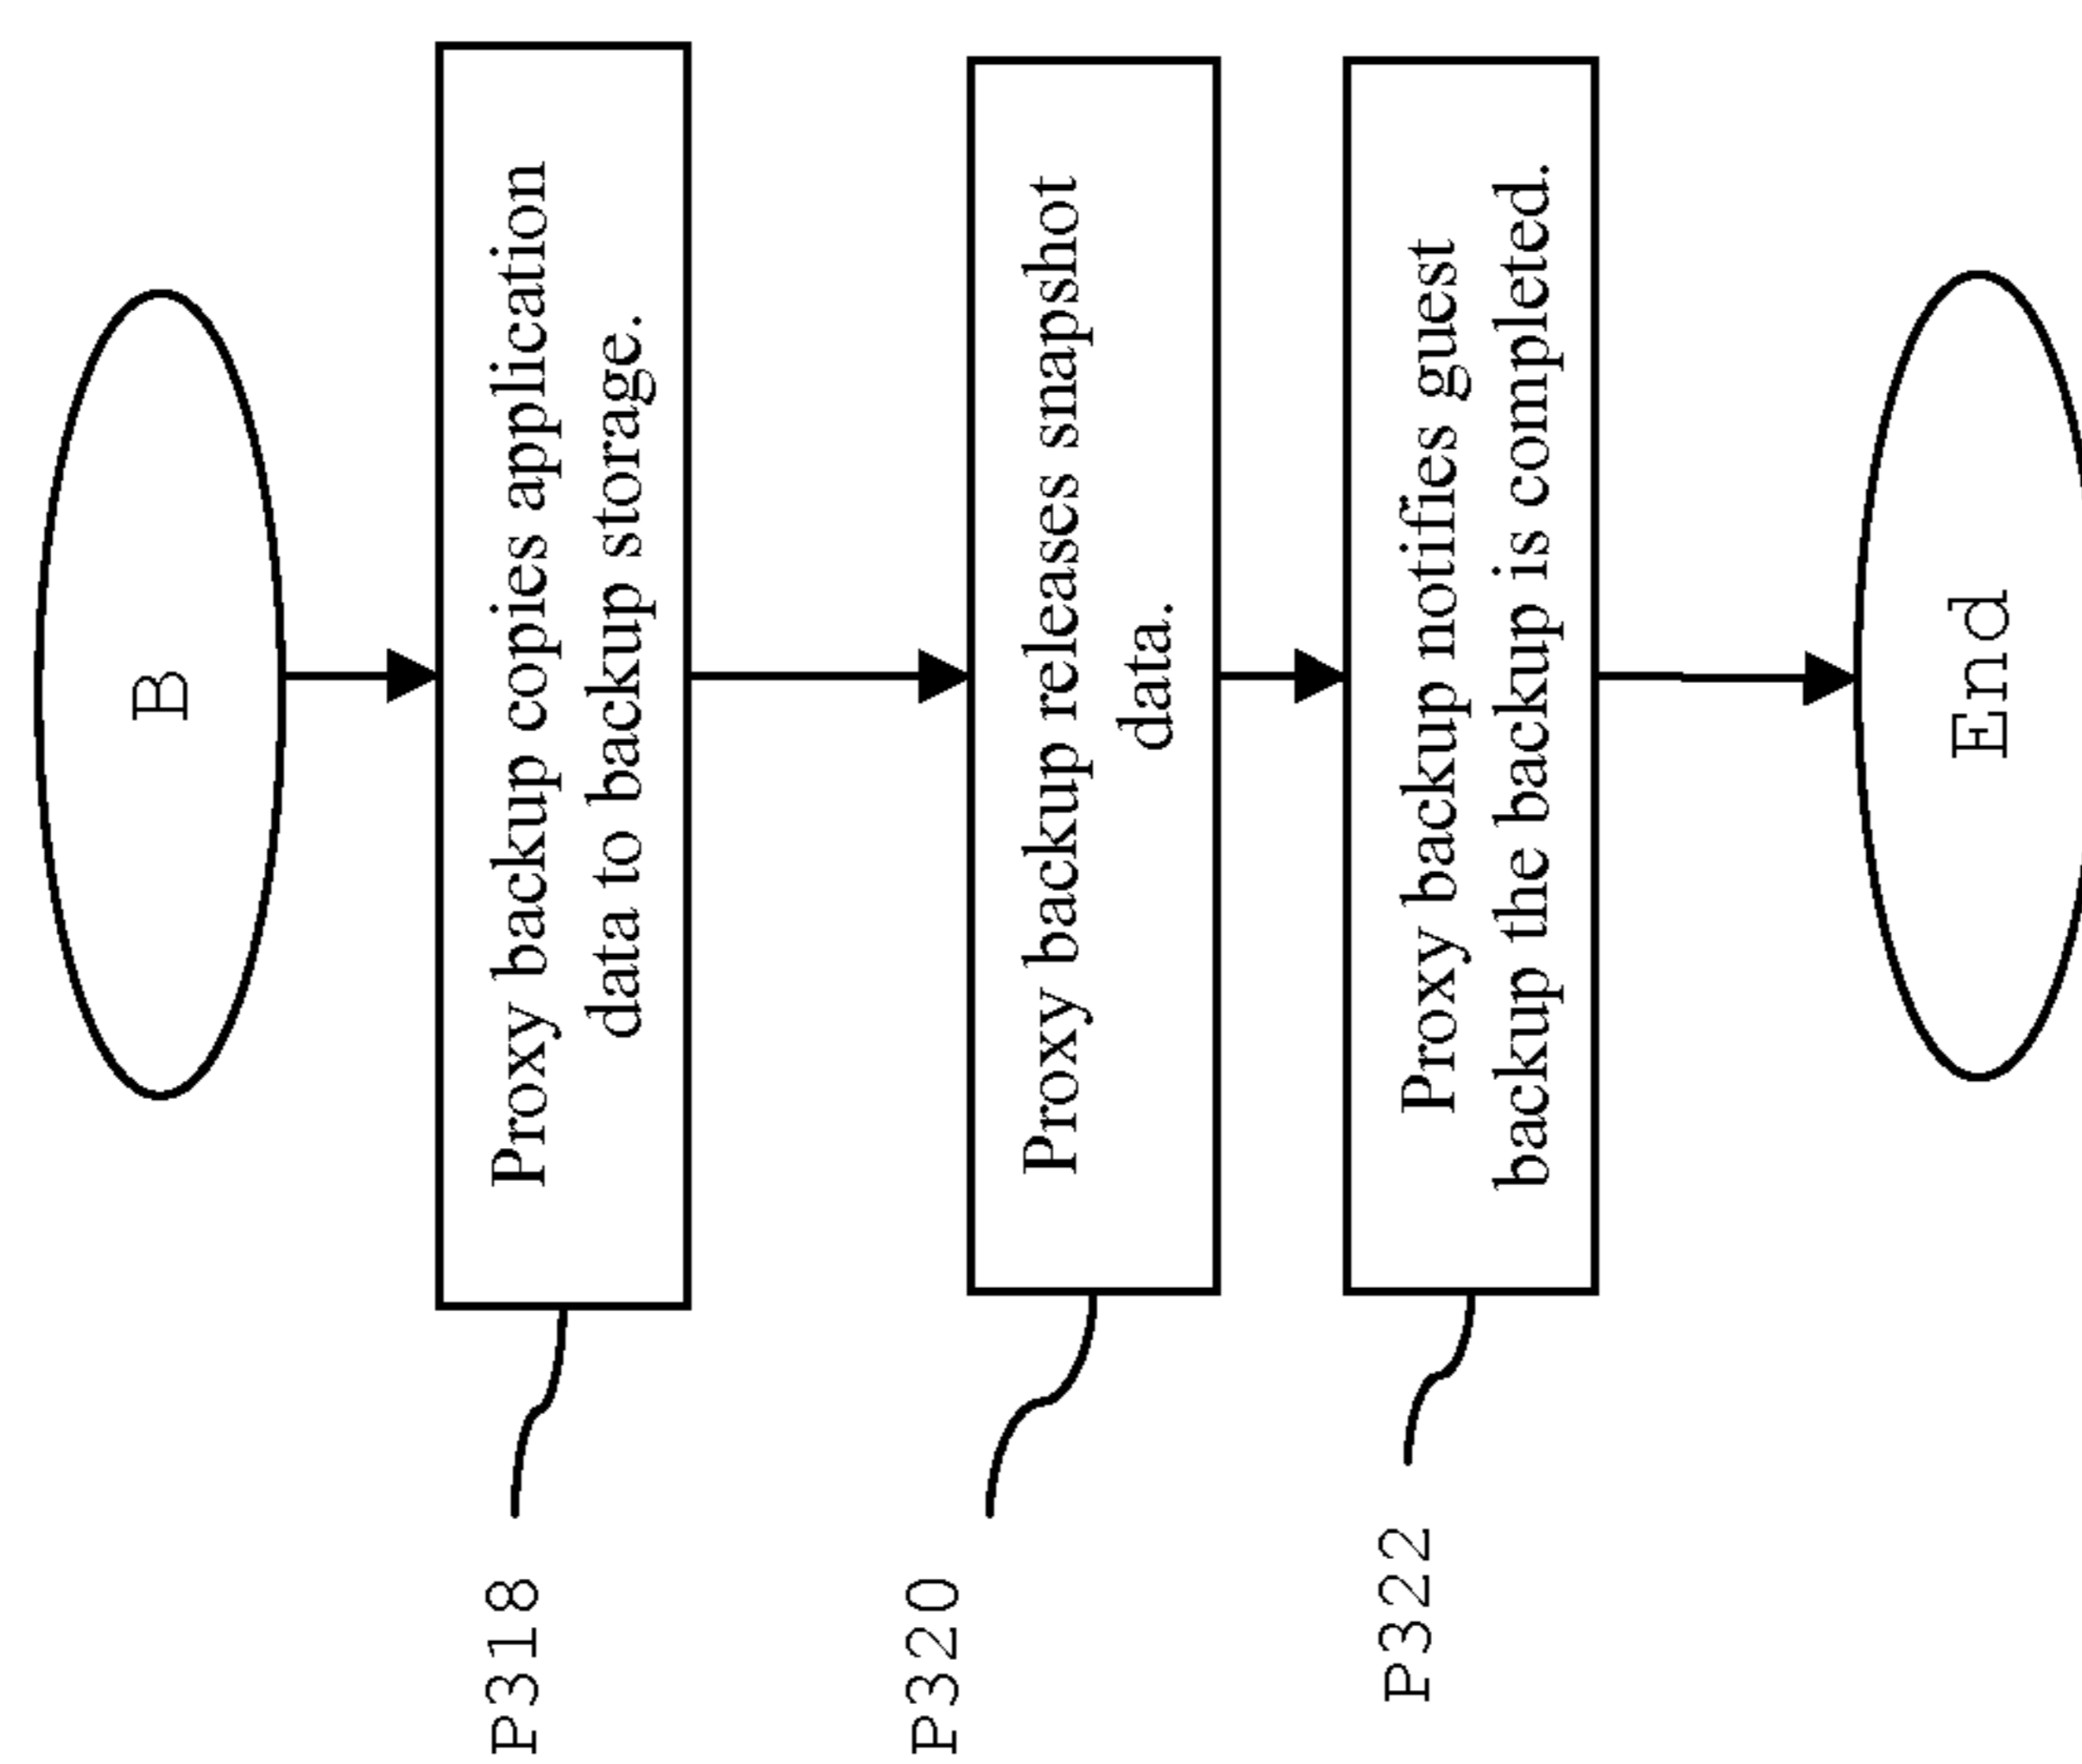 B
P318
Proxy backup copies application
data to backup storage.
P320
Proxy backup releases snapshot
data.
P322
Proxy backup notifies guest
backup the backup is completed.
End